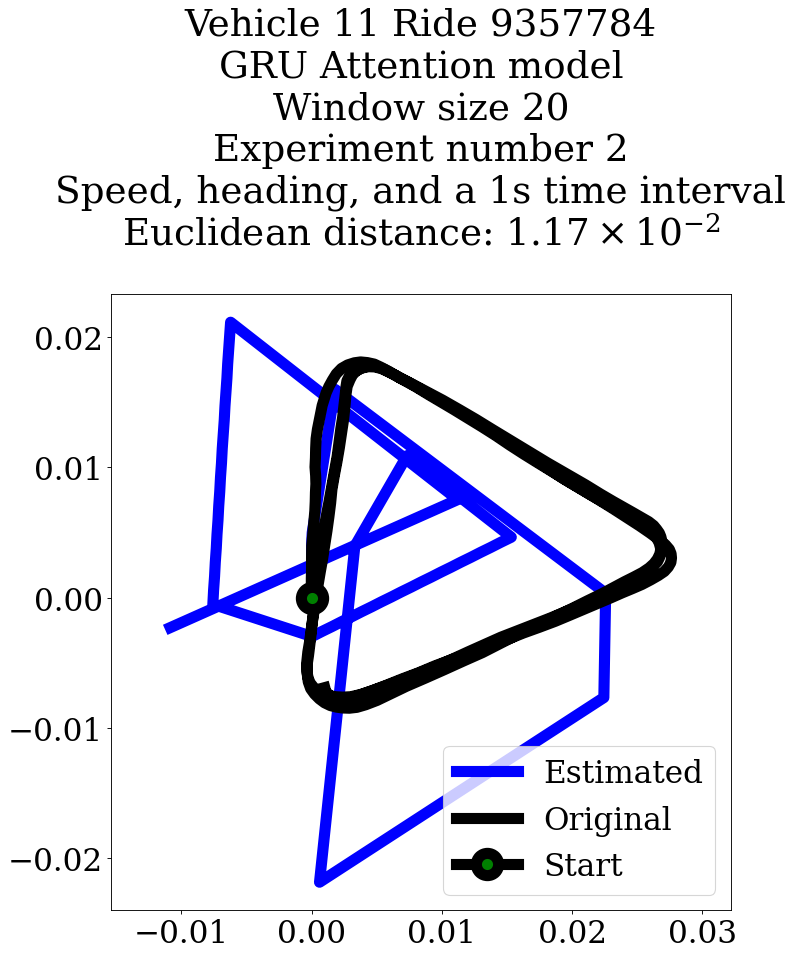 Vehicle 11 Ride 9357784
GRU Attention model
Window size 20
Experiment number 2
Speed, heading, and a 1s time interval
Euclidean distance: 1.17 × 10⁻²
0.02
0.01
0.00
−0.01
−0.02
Estimated
Original
Start
−0.01 0.00 0.01 0.02 0.03